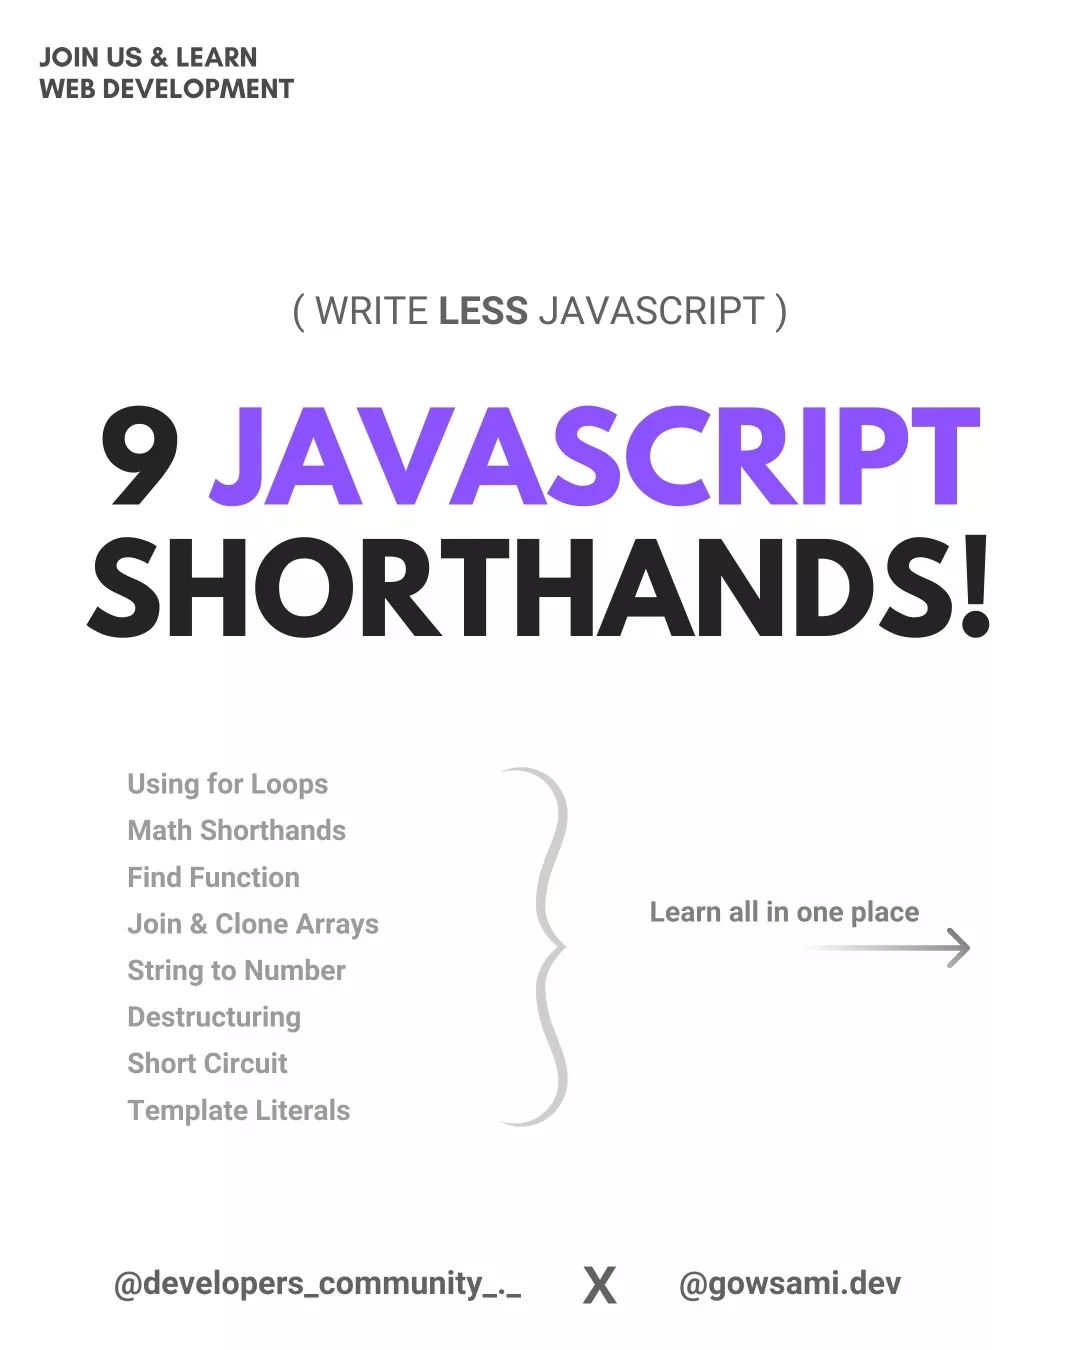 JOIN US & LEARN
WEB DEVELOPMENT
( WRITE LESS JAVASCRIPT )
9 JAVASCRIPT
SHORTHANDS!
Using for Loops
Math Shorthands
Find Function
Join & Clone Arrays
String to Number
Destructuring
Short Circuit
Template Literals
Learn all in one place
@developers_community_._ X @gowsami.dev